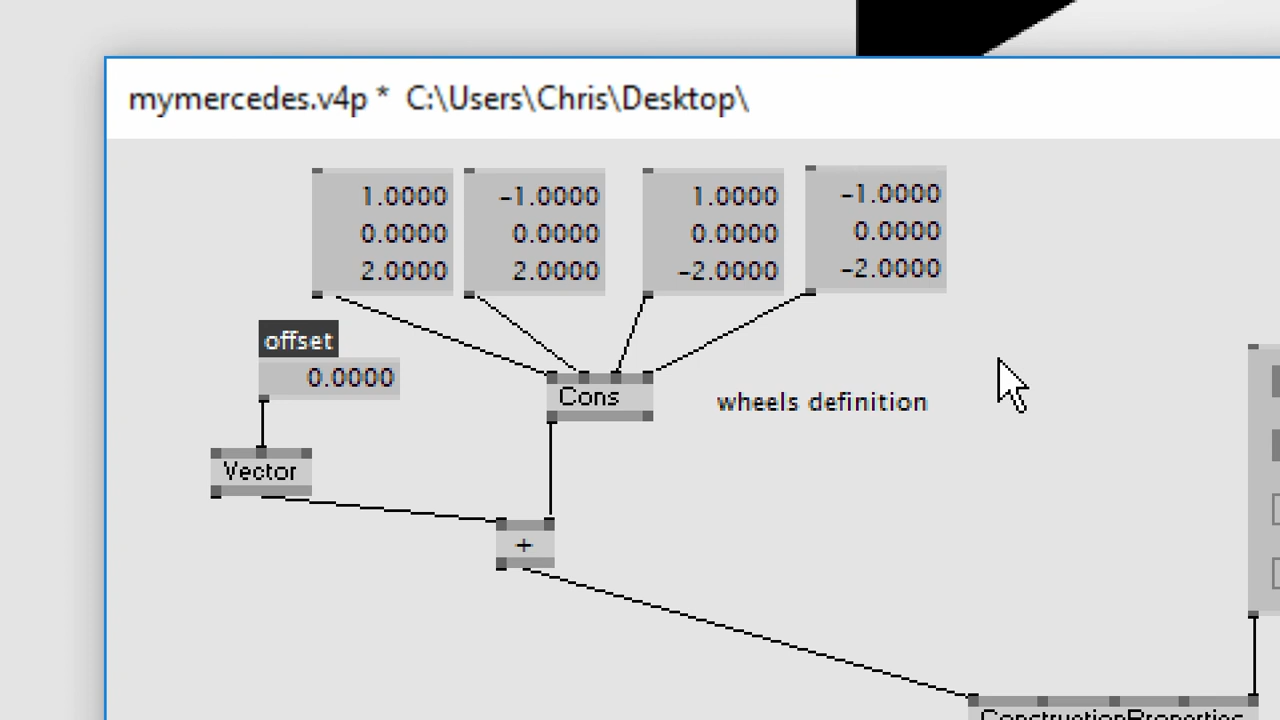 mymercedes.v4p * C:\Users\Chris\Desktop\
1.0000 -1.0000 1.0000 -1.0000
0.0000 0.0000 0.0000 0.0000
2.0000 2.0000 -2.0000 -2.0000
offset
0.0000
Cons
wheels definition
Vector
+
ConstructionProperties